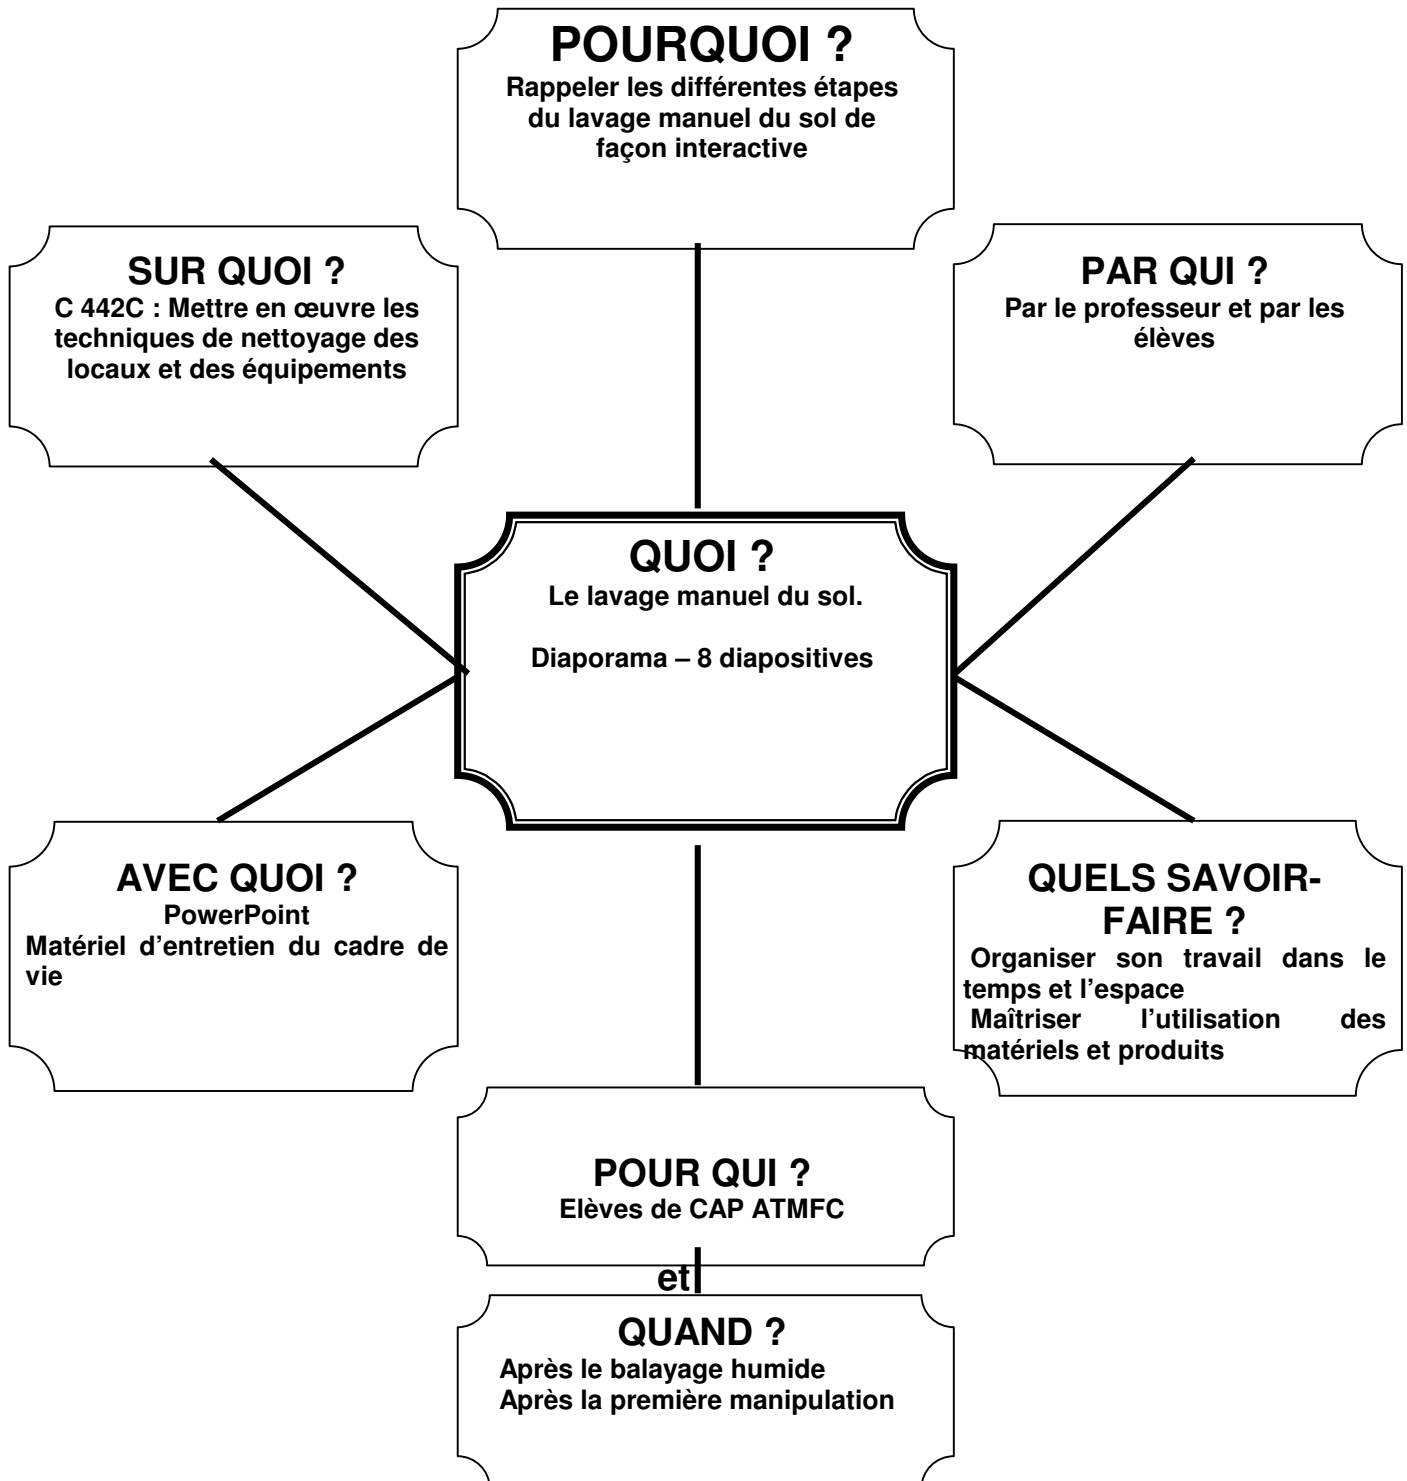 POURQUOI ?
Rappeler les différentes étapes
du lavage manuel du sol de
façon interactive
SUR QUOI ?
C 442C : Mettre en œuvre les
techniques de nettoyage des
locaux et des équipements
PAR QUI ?
Par le professeur et par les
élèves
QUOI ?
Le lavage manuel du sol.
Diaporama – 8 diapositives
AVEC QUOI ?
PowerPoint
Matériel d’entretien du cadre de
vie
QUELS SAVOIR-
FAIRE ?
Organiser son travail dans le
temps et l’espace
Maîtriser l’utilisation des
matériels et produits
POUR QUI ?
Elèves de CAP ATMFC
et
QUAND ?
Après le balayage humide
Après la première manipulation